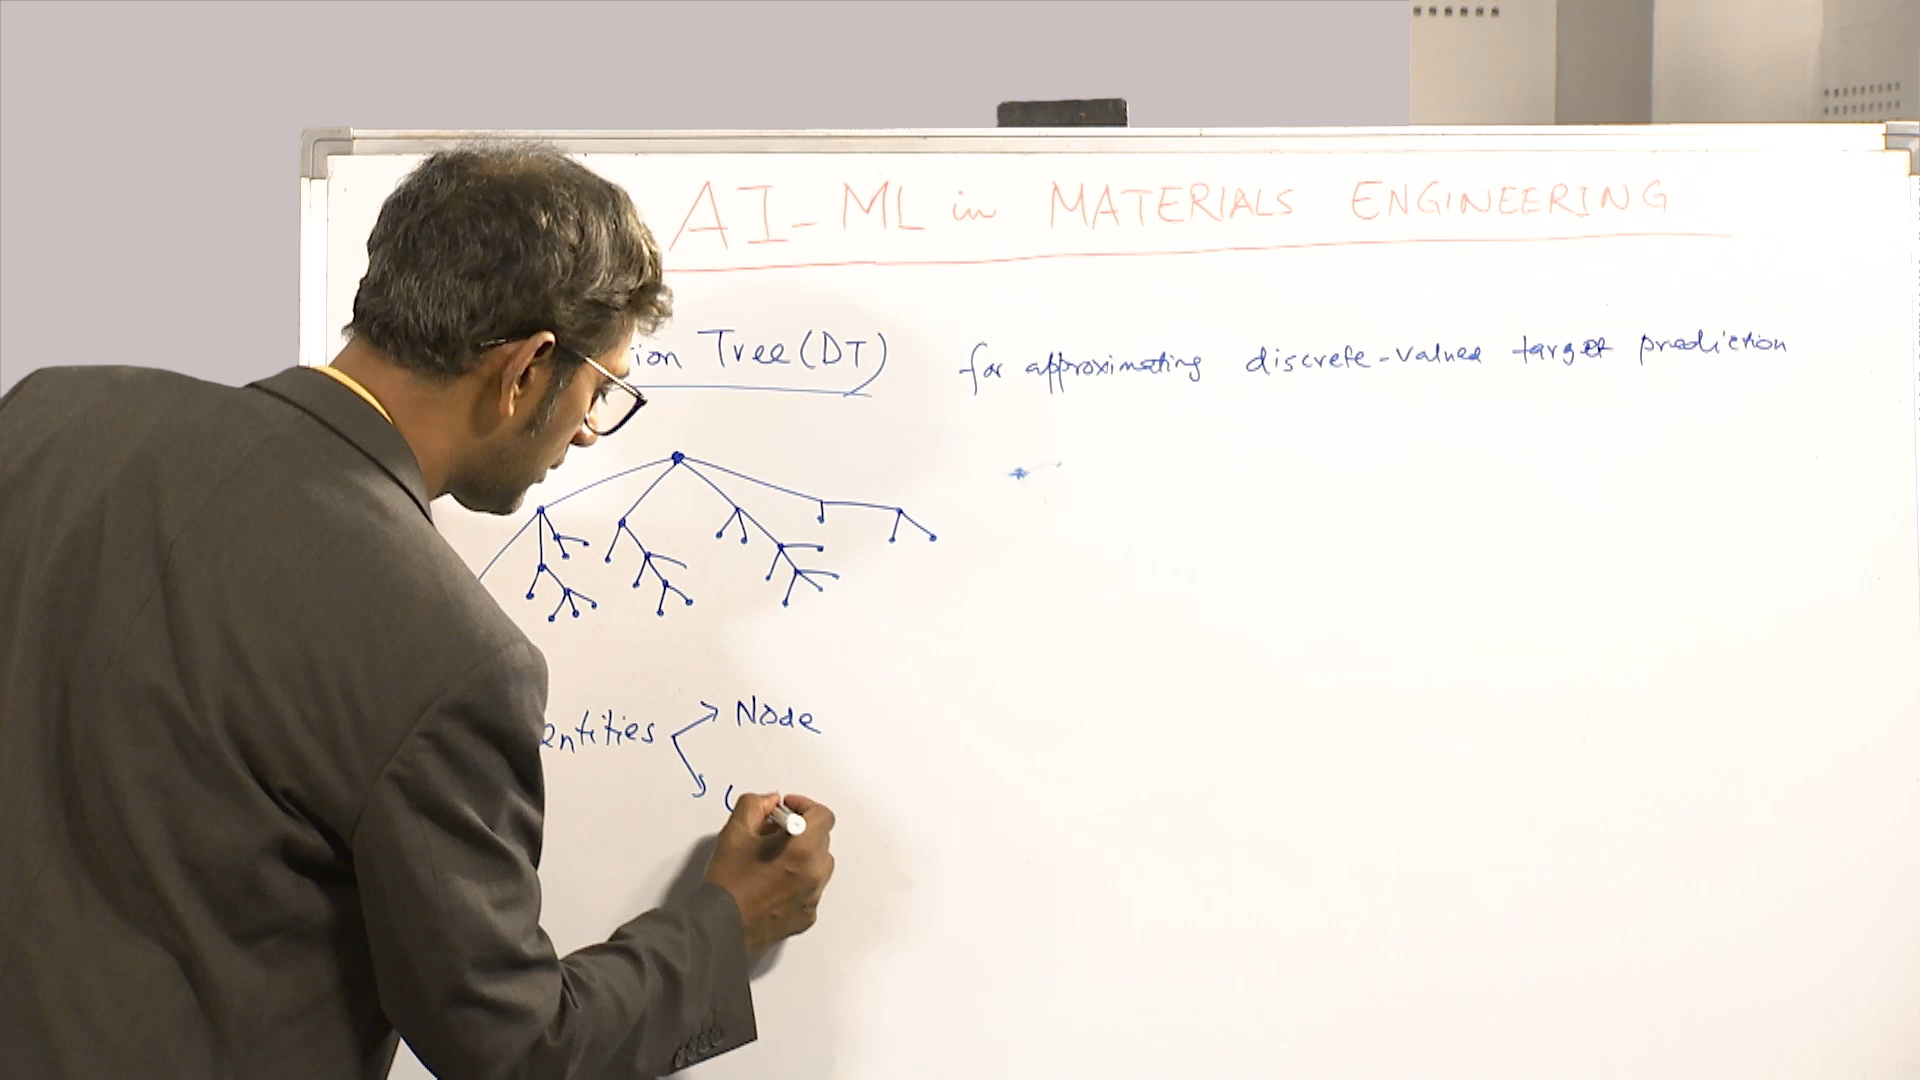 AI-ML in MATERIALS ENGINEERING
ion Tree (DT) for approximating discrete-valued target prediction
entities
Node